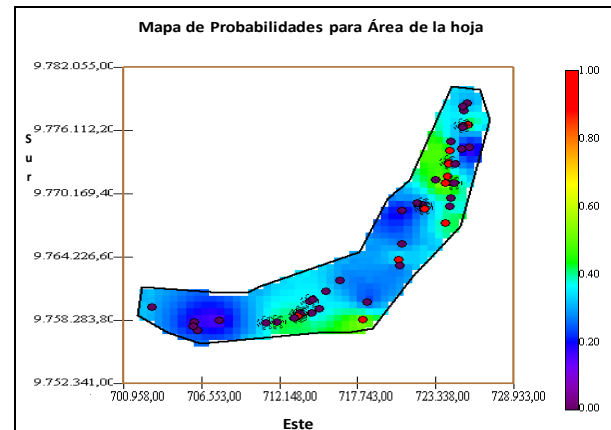 Mapa de Probabilidades para Área de la hoja
9.782.055,00
9.776.112,20
9.770.169,40
9.764.226,60
9.758.283,80
9.752.341,00
S
u
r
700.958,00 706.553,00 712.148,00 717.743,00 723.338,00 728.933,00
Este
1.00
0.80
0.60
0.40
0.20
0.00